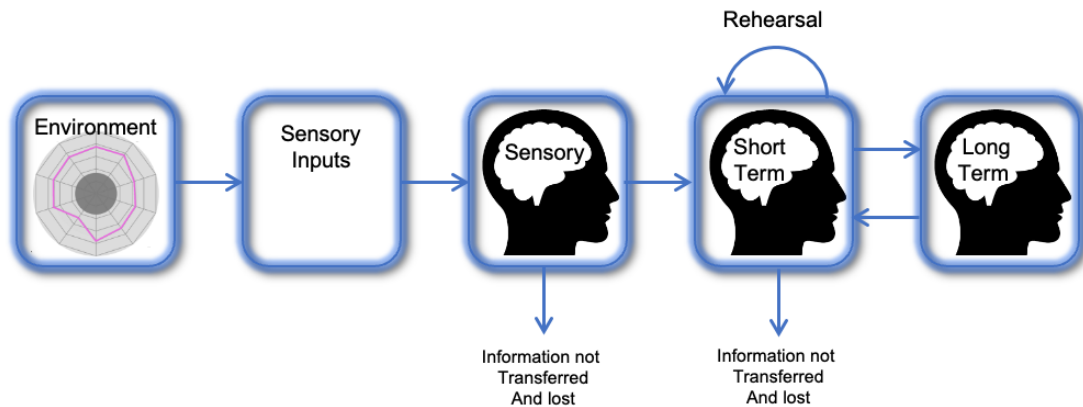 Rehearsal
Environment
Sensory
Inputs
Sensory
Short
Term
Long
Term
Information not
Transferred
And lost
Information not
Transferred
And lost